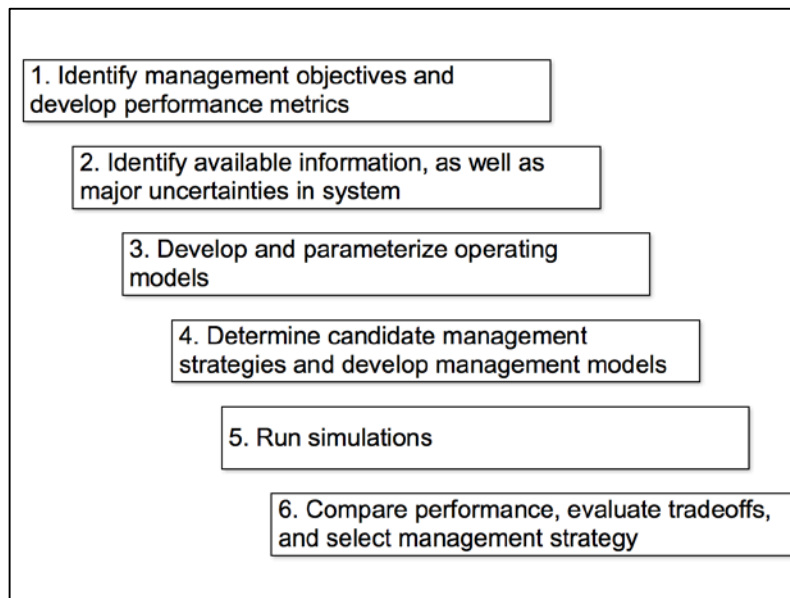 1. Identify management objectives and
develop performance metrics
2. Identify available information, as well as
major uncertainties in system
3. Develop and parameterize operating
models
4. Determine candidate management
strategies and develop management models
5. Run simulations
6. Compare performance, evaluate tradeoffs,
and select management strategy